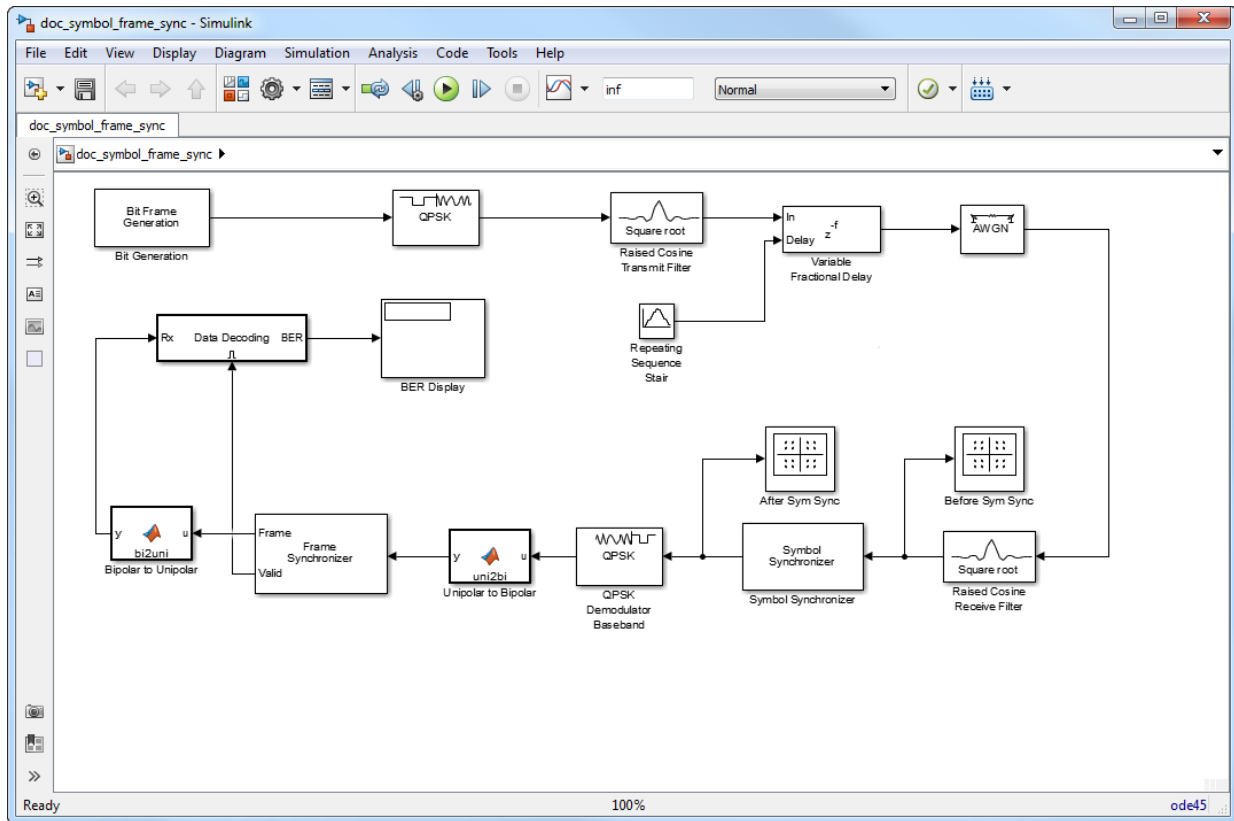 doc_symbol_frame_sync - Simulink
File Edit View Display Diagram Simulation Analysis Code Tools Help
inf Normal
doc_symbol_frame_sync
doc_symbol_frame_sync
Bit Frame
Generation
Bit Generation
QPSK
Square root
Raised Cosine
Transmit Filter
In
Delay
z-f
Variable
Fractional Delay
AWGN
Rx Data Decoding BER
BER Display
Repeating
Sequence
Stair
After Sym Sync
Before Sym Sync
y u
bi2uni
Bipolar to Unipolar
Frame
Valid
Frame
Synchronizer
y u
uni2bi
Unipolar to Bipolar
QPSK
QPSK
Demodulator
Baseband
Symbol
Synchronizer
Symbol Synchronizer
Square root
Raised Cosine
Receive Filter
Ready 100% ode45